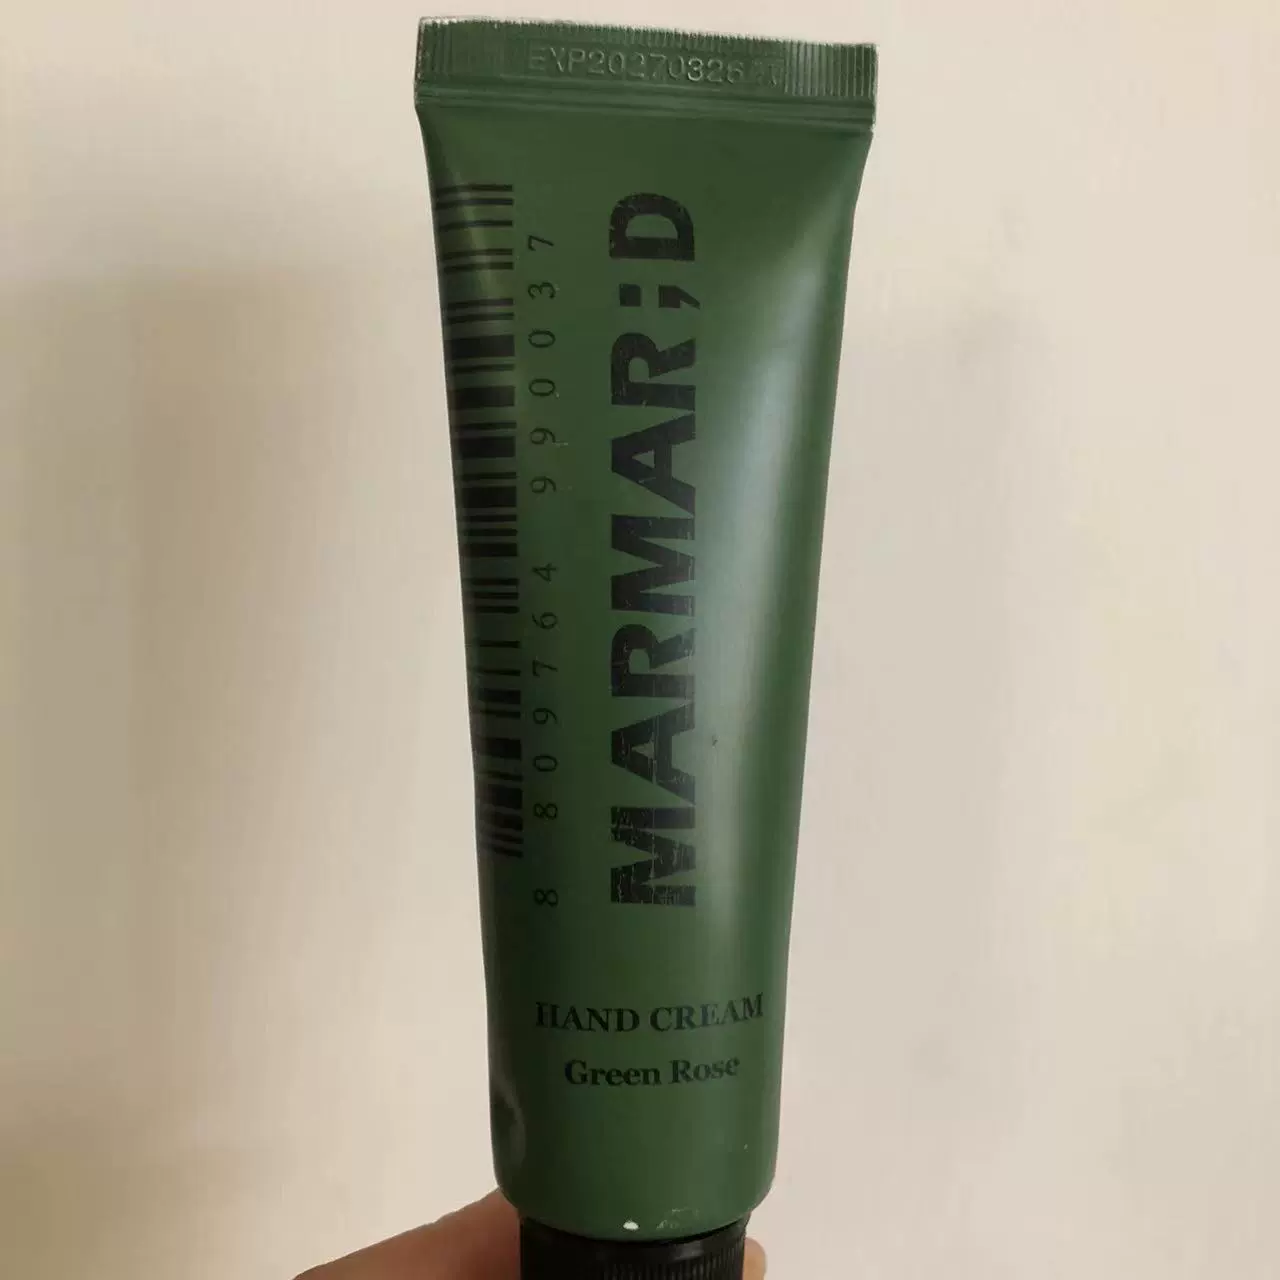 EXP20270326
8 809764 990037
MARMAR;D
HAND CREAM
Green Rose